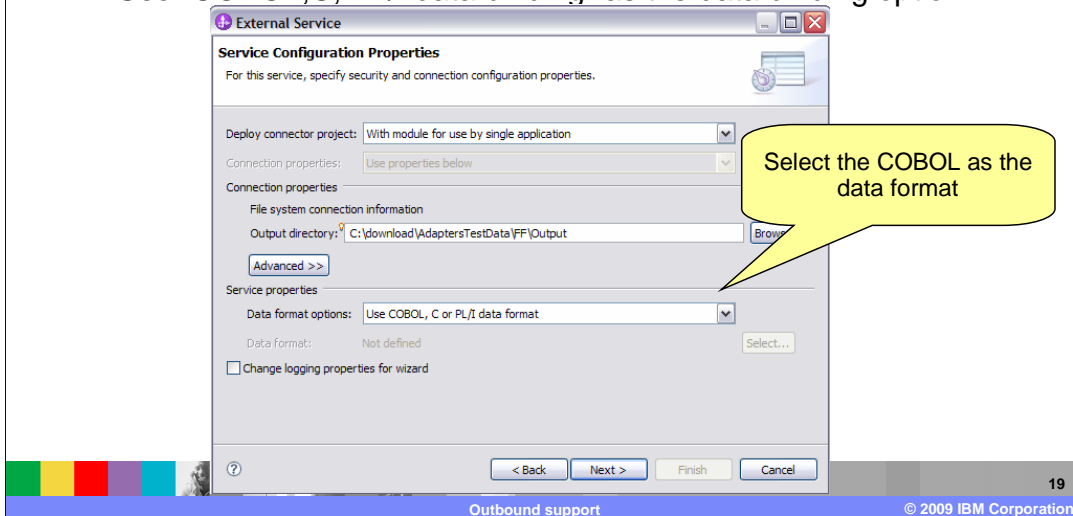 External Service
Service Configuration Properties
For this service, specify security and connection configuration properties.
Deploy connector project: With module for use by single application
Connection properties: Use properties below
Select the COBOL as the
data format
Connection properties
File system connection information
Output directory: C:\download\AdaptersTestData\FF\Output
Advanced >>
Service properties
Data format options: Use COBOL, C or PL/I data format
Data format: Not defined Select...
Change logging properties for wizard
< Back Next > Finish Cancel
19
Outbound support © 2009 IBM Corporation